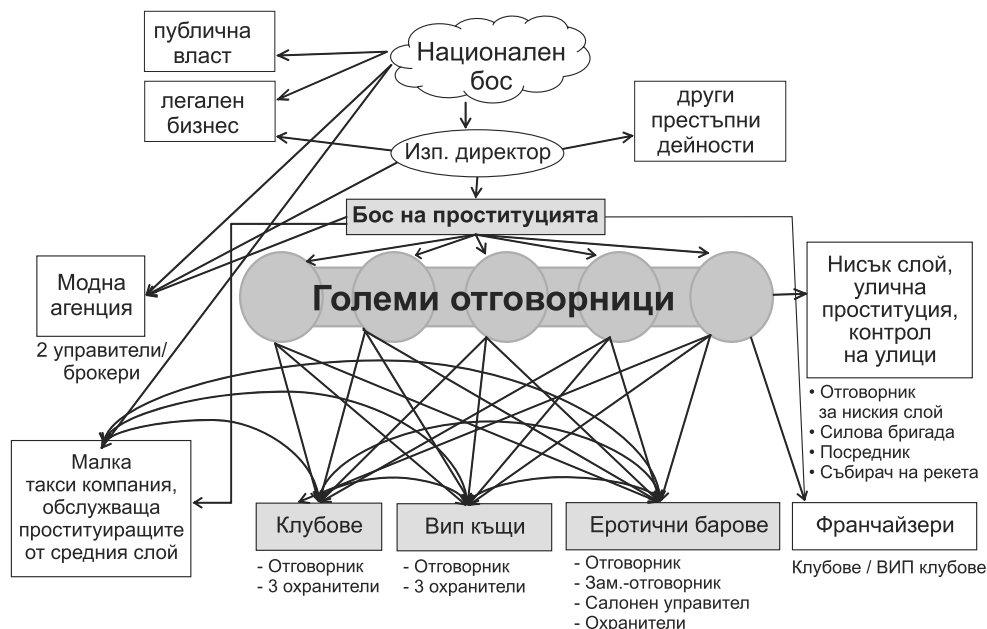 публична
власт
Национален
бос
легален
бизнес
други
престъпни
дейности
Изп. директор
Бос на проституцията
Модна
агенция
2 управители/
брокери
Големи отговорници
Нисък слой,
улична
проституция,
контрол
на улици
• Отговорник
за ниския слой
• Силова бригада
• Посредник
• Събирач на рекета
Малка
такси компания,
обслужваща
проституиращите
от средния слой
Клубове
- Отговорник
- 3 охранители
Вип къщи
- Отговорник
- 3 охранители
Еротични барове
- Отговорник
- Зам.-отговорник
- Салонен управител
- Охранители
Франчайзери
Клубове / ВИП клубове